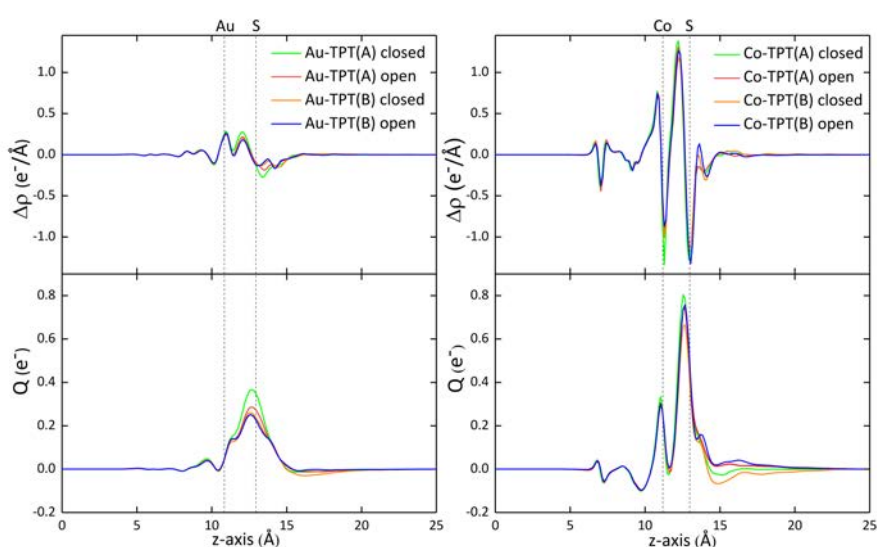 Au S
Au-TPT(A) closed
Au-TPT(A) open
Au-TPT(B) closed
Au-TPT(B) open
Δρ (e⁻/Å)
1.0
0.5
0.0
-0.5
-1.0
Q (e⁻)
0.8
0.6
0.4
0.2
0.0
-0.2
0 5 10 15 20 25
z-axis (Å)
Co S
Co-TPT(A) closed
Co-TPT(A) open
Co-TPT(B) closed
Co-TPT(B) open
Δρ (e⁻/Å)
1.0
0.5
0.0
-0.5
-1.0
Q (e⁻)
0.8
0.6
0.4
0.2
0.0
-0.2
0 5 10 15 20 25
z-axis (Å)